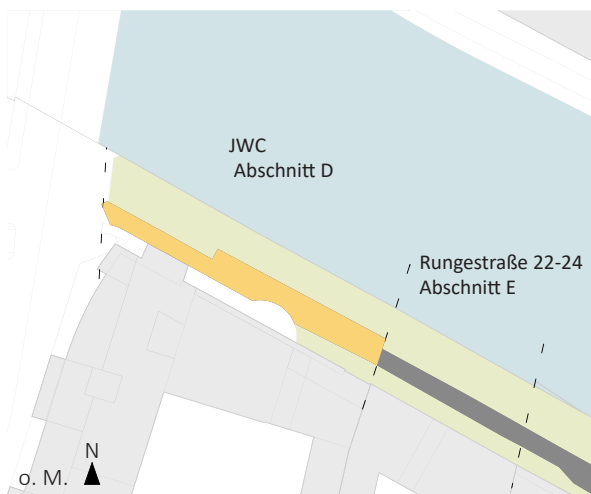 JWC
Abschnitt D
Rungestraße 22-24
Abschnitt E
N
o. M.